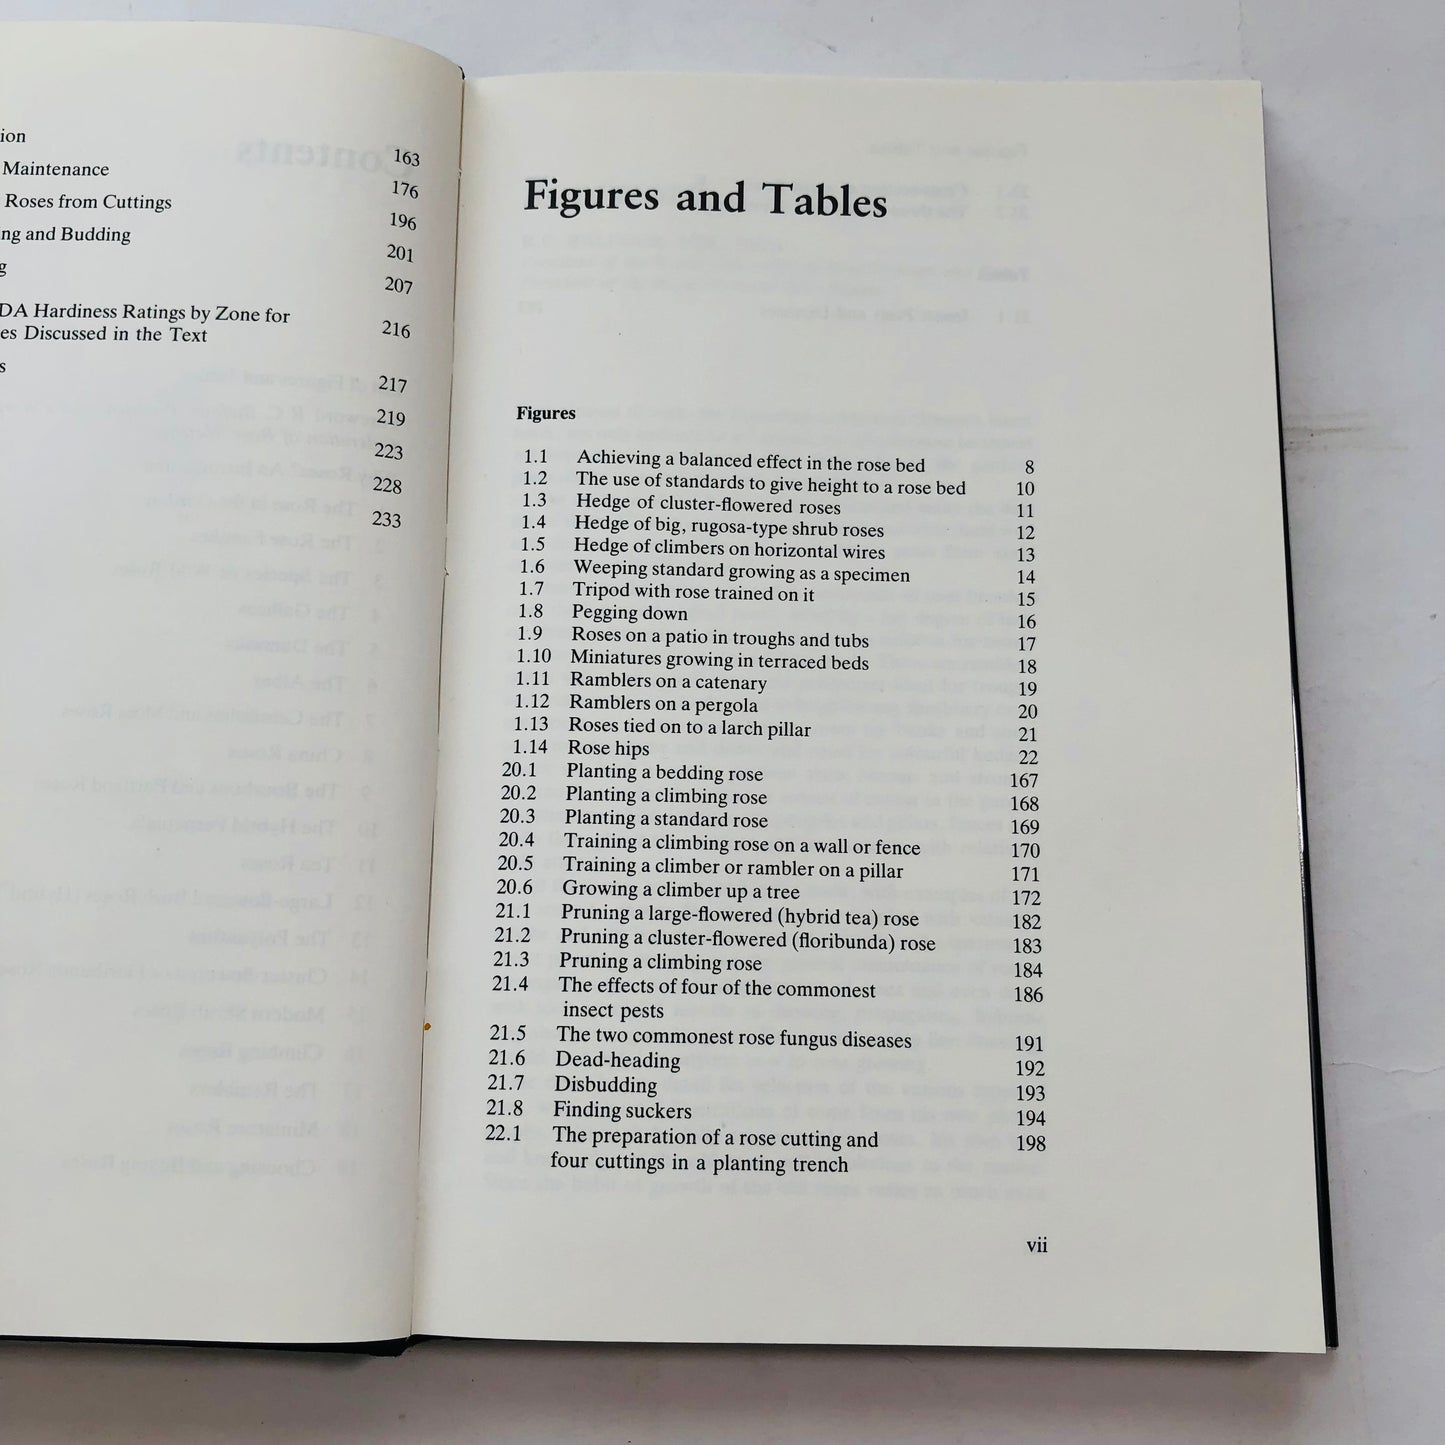 ion
163
Maintenance
176
Roses from Cuttings
196
ng and Budding
201
g
207
DA Hardiness Ratings by Zone for
es Discussed in the Text
216
s
217
219
223
228
233
Figures and Tables
Figures
1.1 Achieving a balanced effect in the rose bed 8
1.2 The use of standards to give height to a rose bed 10
1.3 Hedge of cluster-flowered roses 11
1.4 Hedge of big, rugosa-type shrub roses 12
1.5 Hedge of climbers on horizontal wires 13
1.6 Weeping standard growing as a specimen 14
1.7 Tripod with rose trained on it 15
1.8 Pegging down 16
1.9 Roses on a patio in troughs and tubs 17
1.10 Miniatures growing in terraced beds 18
1.11 Ramblers on a catenary 19
1.12 Ramblers on a pergola 20
1.13 Roses tied on to a larch pillar 21
1.14 Rose hips 22
20.1 Planting a bedding rose 167
20.2 Planting a climbing rose 168
20.3 Planting a standard rose 169
20.4 Training a climbing rose on a wall or fence 170
20.5 Training a climber or rambler on a pillar 171
20.6 Growing a climber up a tree 172
21.1 Pruning a large-flowered (hybrid tea) rose 182
21.2 Pruning a cluster-flowered (floribunda) rose 183
21.3 Pruning a climbing rose 184
21.4 The effects of four of the commonest 186
insect pests
21.5 The two commonest rose fungus diseases 191
21.6 Dead-heading 192
21.7 Disbudding 193
21.8 Finding suckers 194
22.1 The preparation of a rose cutting and 198
four cuttings in a planting trench
vii